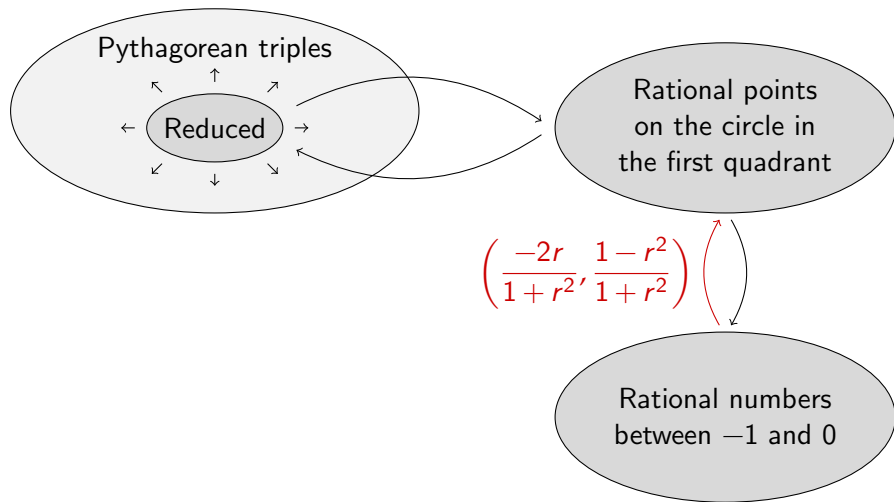 Pythagorean triples
Reduced
Rational points
on the circle in
the first quadrant
(−2r/(1 + r²), (1 − r²)/(1 + r²))
Rational numbers
between −1 and 0